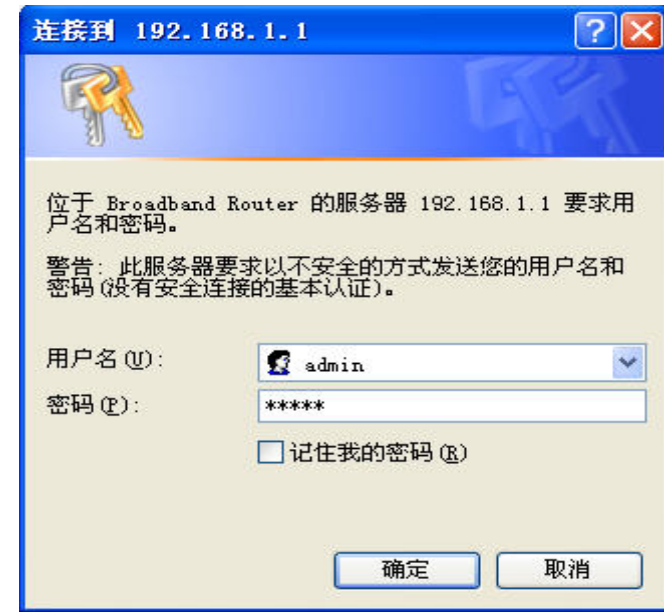 连接到 192.168.1.1
位于 Broadband Router 的服务器 192.168.1.1 要求用
户名和密码。
警告: 此服务器要求以不安全的方式发送您的用户名和
密码(没有安全连接的基本认证)。
用户名(U):
admin
密码(P):
*****
记住我的密码(R)
确定
取消